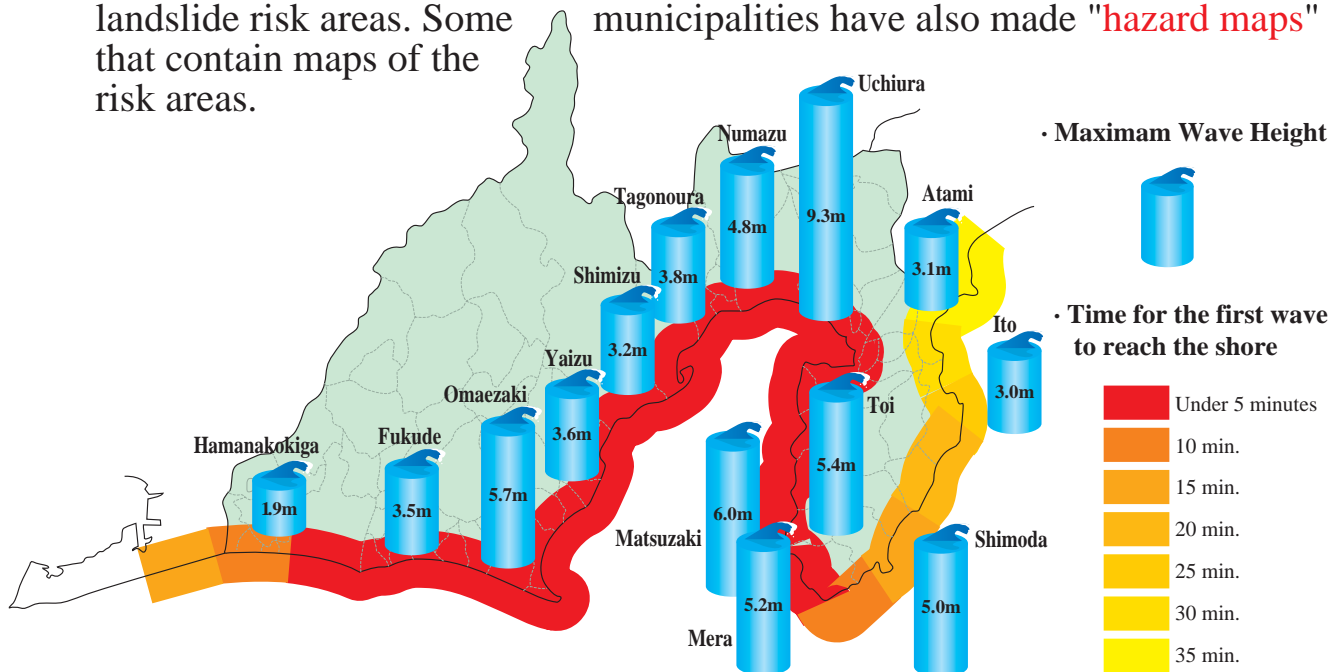 landslide risk areas. Some municipalities have also made "hazard maps"
that contain maps of the
risk areas.
Uchiura
9.3m
Numazu
4.8m
Tagonoura
3.8m
Shimizu
3.2m
Yaizu
3.6m
Omaezaki
5.7m
Fukude
3.5m
Hamanakokiga
1.9m
Atami
3.1m
Ito
3.0m
Toi
5.4m
Matsuzaki
6.0m
Mera
5.2m
Shimoda
5.0m
· Maximam Wave Height
· Time for the first wave
to reach the shore
Under 5 minutes
10 min.
15 min.
20 min.
25 min.
30 min.
35 min.